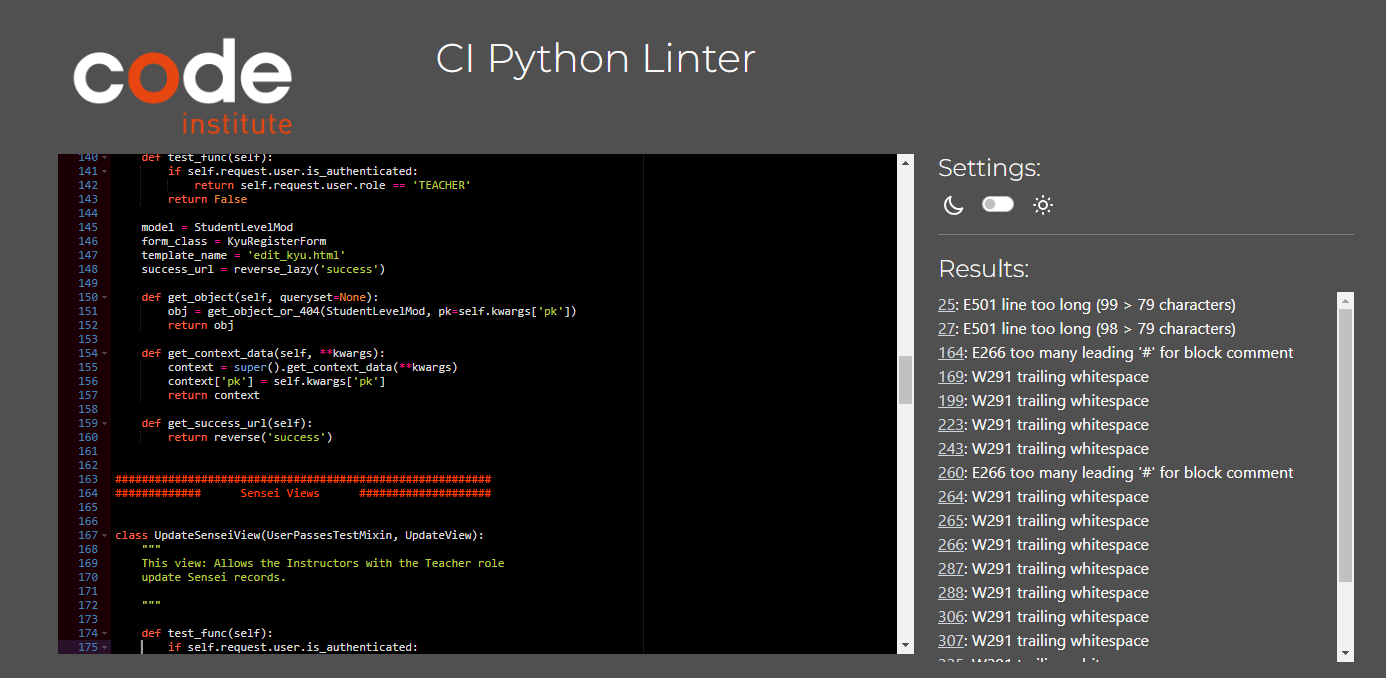 code
institute
CI Python Linter
140 def test_func(self):
141 if self.request.user.is_authenticated:
142 return self.request.user.role == 'TEACHER'
143 return False
144
145 model = StudentLevelMod
146 form_class = KyuRegisterForm
147 template_name = 'edit_kyu.html'
148 success_url = reverse_lazy('success')
149
150 def get_object(self, queryset=None):
151 obj = get_object_or_404(StudentLevelMod, pk=self.kwargs['pk'])
152 return obj
153
154 def get_context_data(self, **kwargs):
155 context = super().get_context_data(**kwargs)
156 context['pk'] = self.kwargs['pk']
157 return context
158
159 def get_success_url(self):
160 return reverse('success')
161
162
163 #########################################################
164 #############      Sensei Views      ####################
165
166
167 class UpdateSenseiView(UserPassesTestMixin, UpdateView):
168 """
169 This view: Allows the Instructors with the Teacher role
170 update Sensei records.
171
172 """
173
174 def test_func(self):
175 if self.request.user.is_authenticated:
Settings:
Results:
25: E501 line too long (99 > 79 characters)
27: E501 line too long (98 > 79 characters)
164: E266 too many leading '#' for block comment
169: W291 trailing whitespace
199: W291 trailing whitespace
223: W291 trailing whitespace
243: W291 trailing whitespace
260: E266 too many leading '#' for block comment
264: W291 trailing whitespace
265: W291 trailing whitespace
266: W291 trailing whitespace
287: W291 trailing whitespace
288: W291 trailing whitespace
306: W291 trailing whitespace
307: W291 trailing whitespace